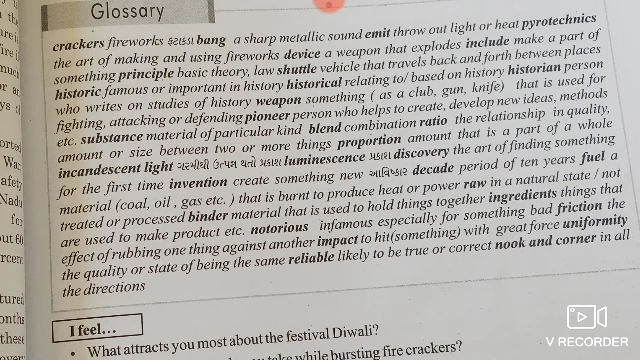 Glossary
crackers fireworks ફટાકડા bang a sharp metallic sound emit throw out light or heat pyrotechnics
the art of making and using fireworks device a weapon that explodes include make a part of
something principle basic theory, law shuttle vehicle that travels back and forth between places
historic famous or important in history historical relating to/ based on history historian person
who writes on studies of history weapon something ( as a club, gun, knife) that is used for
fighting, attacking or defending pioneer person who helps to create, develop new ideas, methods
etc. substance material of particular kind blend combination ratio the relationship in quality,
amount or size between two or more things proportion amount that is a part of a whole
incandescent light ગરમીથી ઉત્પન્ન થતો પ્રકાશ luminescence પ્રકાશ discovery the art of finding something
for the first time invention create something new આવિષ્કાર decade period of ten years fuel a
material (coal, oil , gas etc. ) that is burnt to produce heat or power raw in a natural state / not
treated or processed binder material that is used to hold things together ingredients things that
are used to make product etc. notorious infamous especially for something bad friction the
effect of rubbing one thing against another impact to hit(something) with great force uniformity
the quality or state of being the same reliable likely to be true or correct nook and corner in all
the directions
I feel...
• What attracts you most about the festival Diwali?
take while bursting fire crackers?
V RECORDER